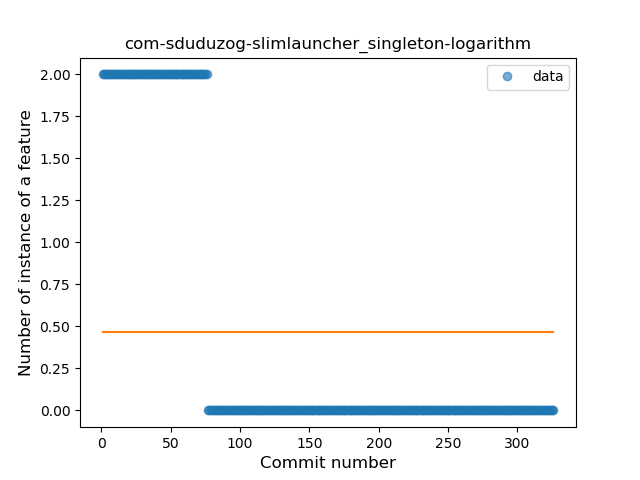 com-sduduzog-slimlauncher_singleton-logarithm
data
Number of instance of a feature
2.00
1.75
1.50
1.25
1.00
0.75
0.50
0.25
0.00
0 50 100 150 200 250 300
Commit number